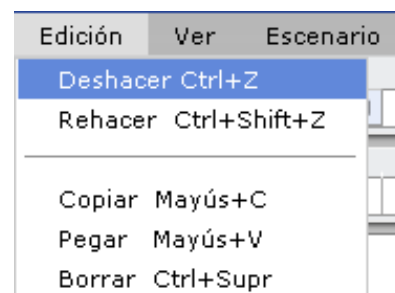 Edición Ver Escenario
Deshacer Ctrl+Z
Rehacer Ctrl+Shift+Z
Copiar Mayús+C
Pegar Mayús+V
Borrar Ctrl+Supr